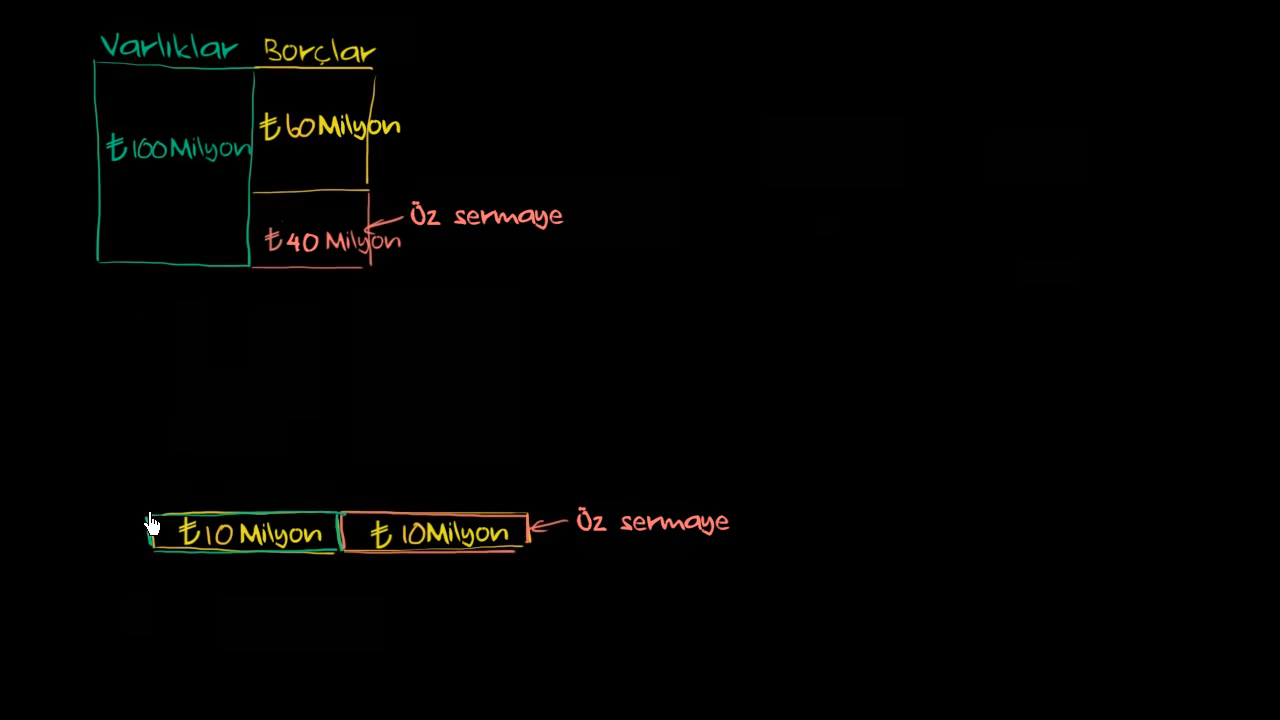 Varlıklar Borçlar
₺100 Milyon ₺60 Milyon
₺40 Milyon Öz sermaye
₺10 Milyon ₺10 Milyon Öz sermaye